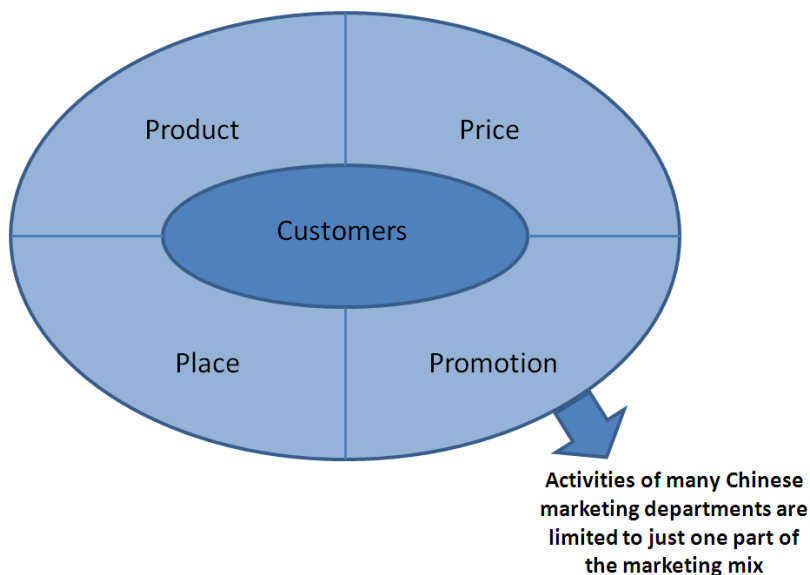 Product
Price
Customers
Place
Promotion
Activities of many Chinese
marketing departments are
limited to just one part of
the marketing mix